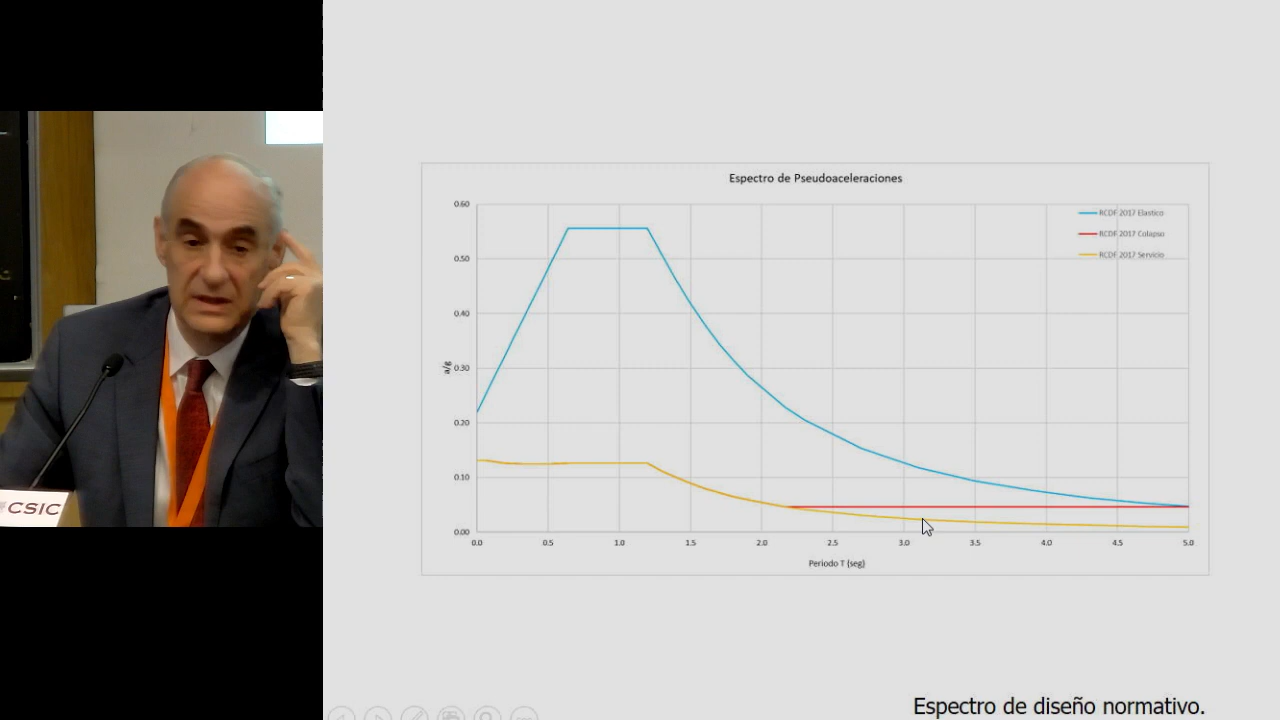 CSIC
Espectro de Pseudoaceleraciones
RCDF 2017 Elastico
RCDF 2017 Colapso
RCDF 2017 Servicio
a/g
0.60
0.50
0.40
0.30
0.20
0.10
0.00
0.0 0.5 1.0 1.5 2.0 2.5 3.0 3.5 4.0 4.5 5.0
Periodo T (seg)
Espectro de diseño normativo.